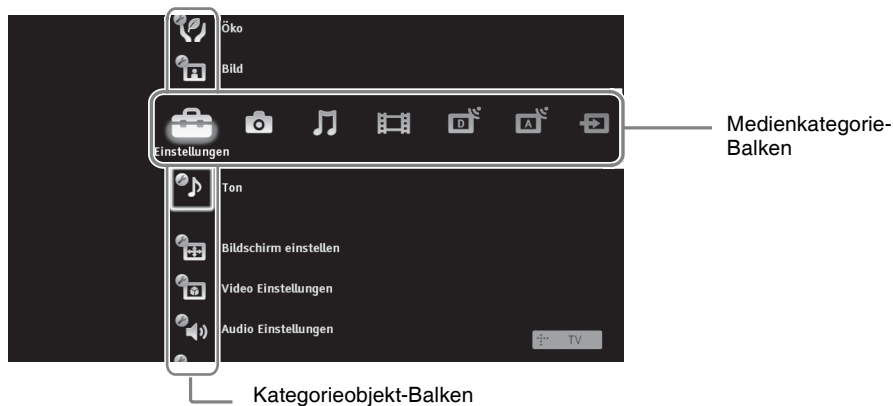 Öko
Bild
D
A
Einstellungen
Medienkategorie-
Balken
Ton
Bildschirm einstellen
Video Einstellungen
Audio Einstellungen
TV
Kategorieobjekt-Balken